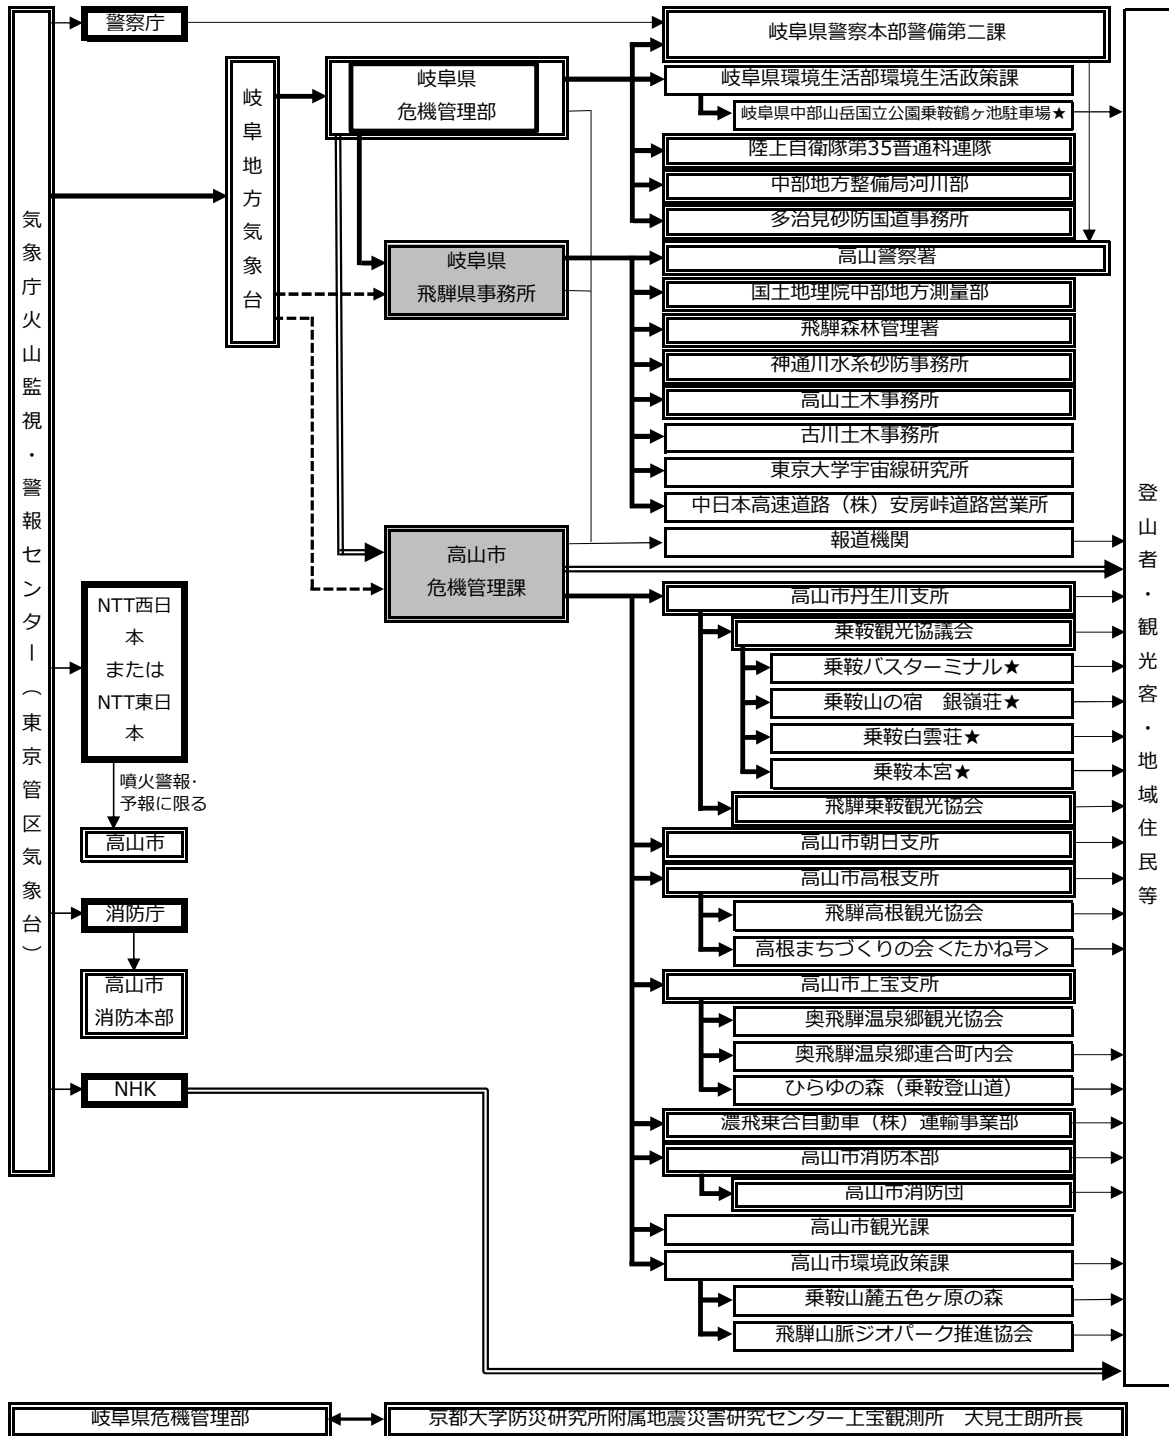 気象庁火山監視・警報センター（東京管区気象台）
警察庁
岐阜地方気象台
岐阜県
危機管理部
岐阜県
飛騨県事務所
高山市
危機管理課
NTT西日
本
または
NTT東日
本
噴火警報・
予報に限る
高山市
消防庁
高山市
消防本部
NHK
岐阜県警察本部警備第二課
岐阜県環境生活部環境生活政策課
岐阜県中部山岳国立公園乗鞍鶴ヶ池駐車場★
陸上自衛隊第35普通科連隊
中部地方整備局河川部
多治見砂防国道事務所
高山警察署
国土地理院中部地方測量部
飛騨森林管理署
神通川水系砂防事務所
高山土木事務所
古川土木事務所
東京大学宇宙線研究所
中日本高速道路（株）安房峠道路営業所
報道機関
高山市丹生川支所
乗鞍観光協議会
乗鞍バスターミナル★
乗鞍山の宿　銀嶺荘★
乗鞍白雲荘★
乗鞍本宮★
飛騨乗鞍観光協会
高山市朝日支所
高山市高根支所
飛騨高根観光協会
高根まちづくりの会＜たかね号＞
高山市上宝支所
奥飛騨温泉郷観光協会
奥飛騨温泉郷連合町内会
ひらゆの森（乗鞍登山道）
濃飛乗合自動車（株）運輸事業部
高山市消防本部
高山市消防団
高山市観光課
高山市環境政策課
乗鞍山麓五色ヶ原の森
飛騨山脈ジオパーク推進協会
登山者・観光客・地域住民等
岐阜県危機管理部
京都大学防災研究所附属地震災害研究センター上宝観測所　大見士朗所長